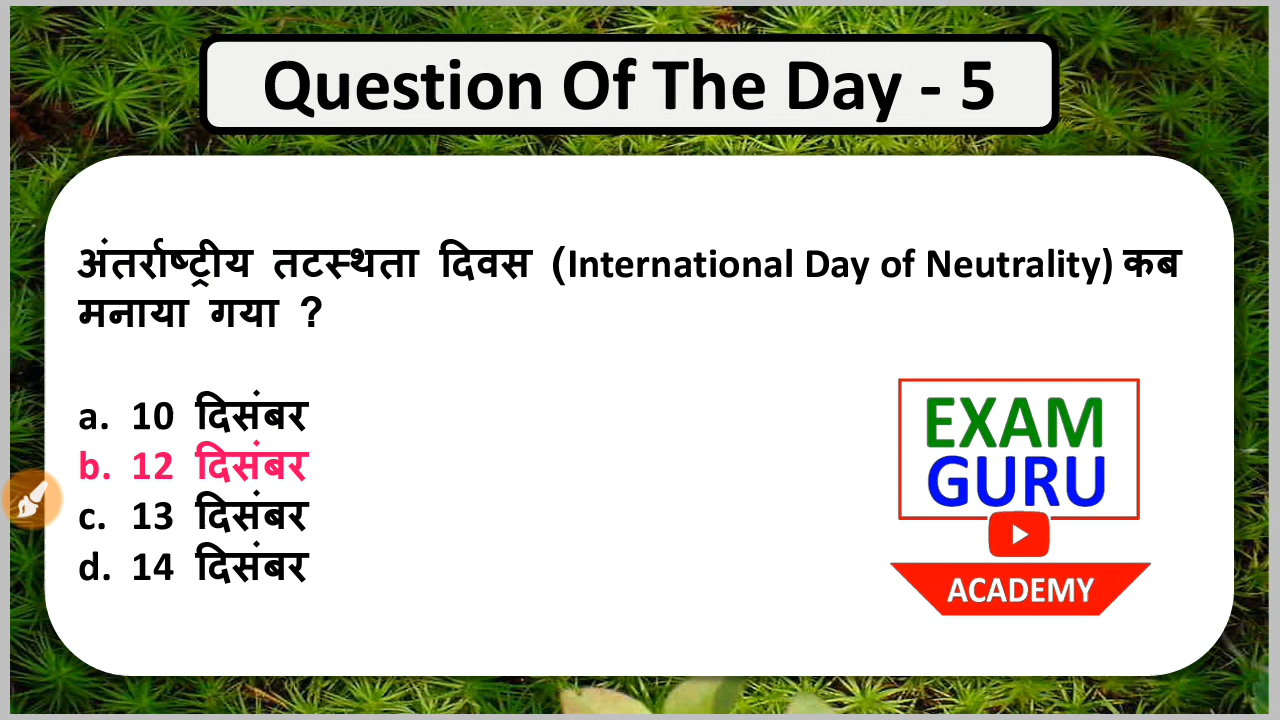 Question Of The Day - 5
अंतर्राष्ट्रीय तटस्थता दिवस (International Day of Neutrality) कब
मनाया गया ?
a. 10 दिसंबर
b. 12 दिसंबर
c. 13 दिसंबर
d. 14 दिसंबर
EXAM
GURU
ACADEMY